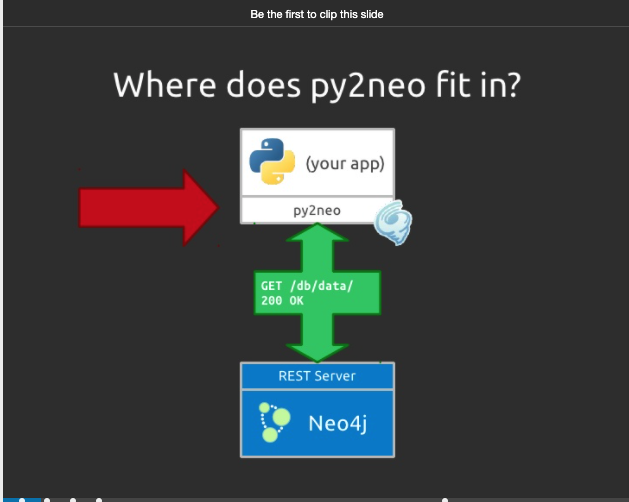 Be the first to clip this slide
Where does py2neo fit in?
(your app)
py2neo
GET /db/data/
200 OK
REST Server
Neo4j